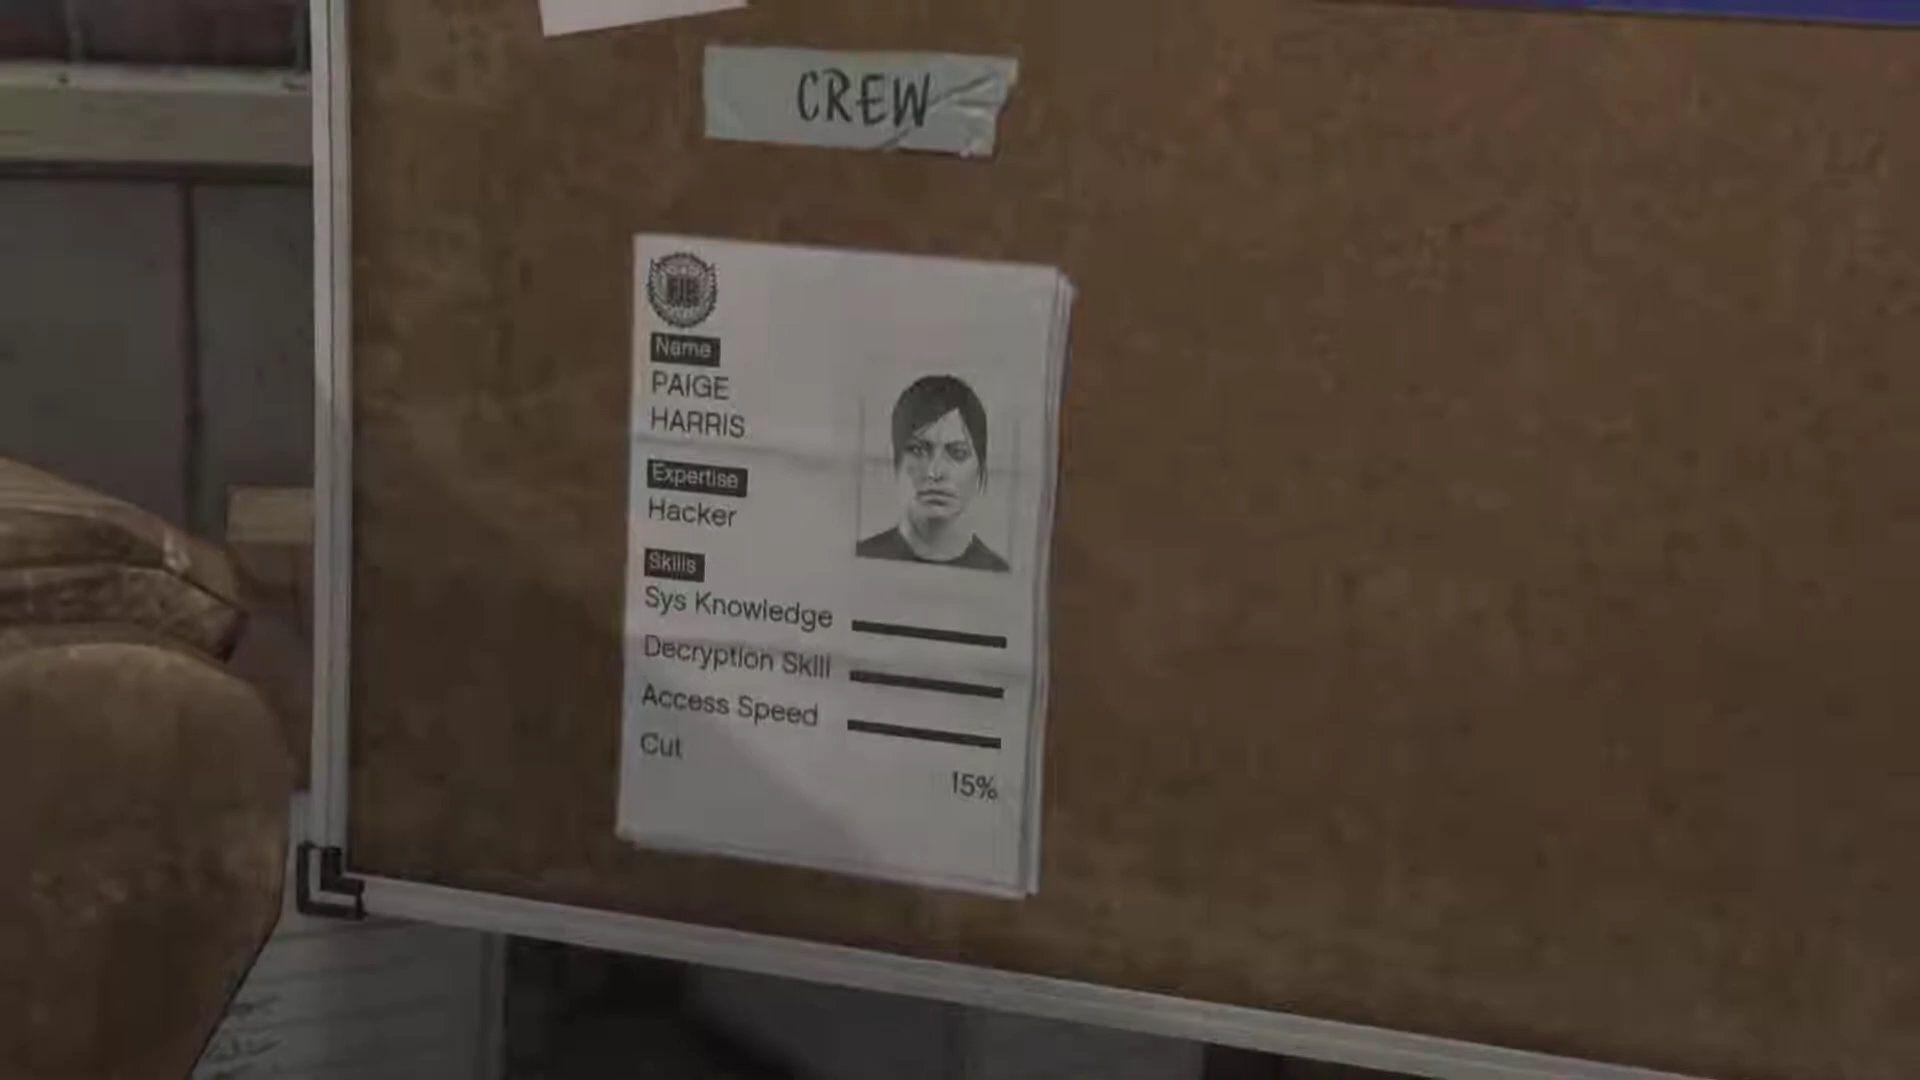 CREW
FIB
Name
PAIGE
HARRIS
Expertise
Hacker
Skills
Sys Knowledge
Decryption Skill
Access Speed
Cut
15%